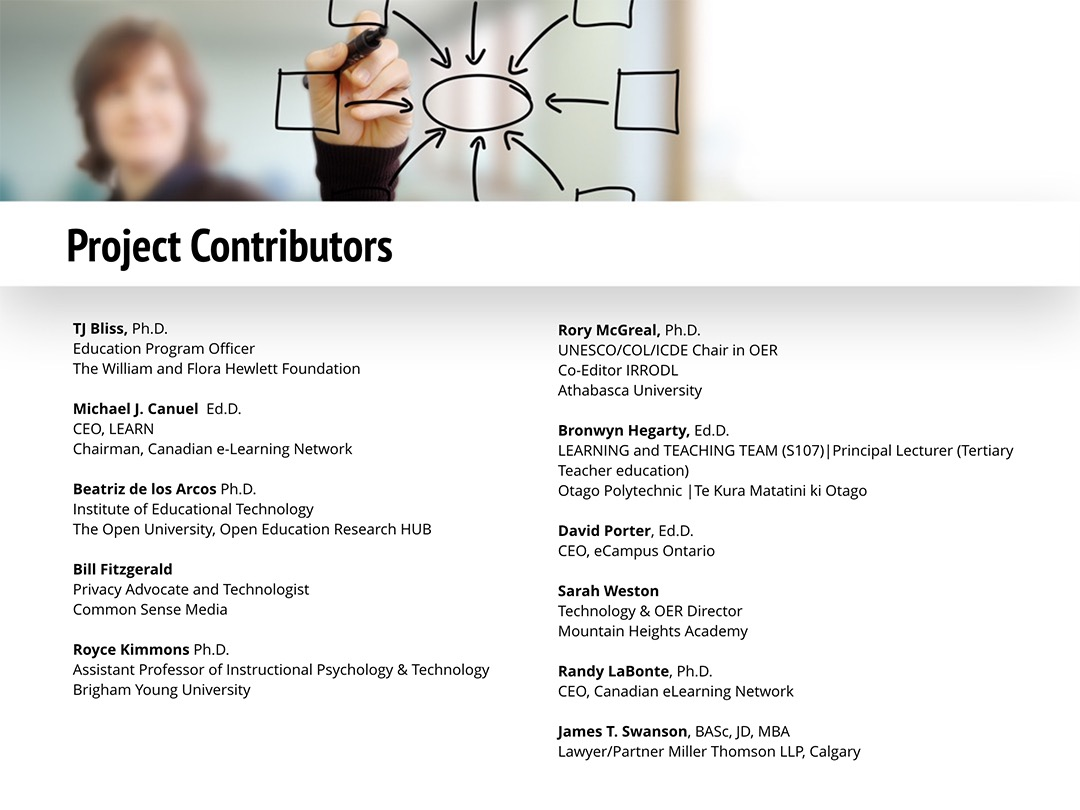 Project Contributors
TJ Bliss, Ph.D.
Education Program Officer
The William and Flora Hewlett Foundation
Michael J. Canuel  Ed.D.
CEO, LEARN
Chairman, Canadian e-Learning Network
Beatriz de los Arcos Ph.D.
Institute of Educational Technology
The Open University, Open Education Research HUB
Bill Fitzgerald
Privacy Advocate and Technologist
Common Sense Media
Royce Kimmons Ph.D.
Assistant Professor of Instructional Psychology & Technology
Brigham Young University
Rory McGreal, Ph.D.
UNESCO/COL/ICDE Chair in OER
Co-Editor IRRODL
Athabasca University
Bronwyn Hegarty, Ed.D.
LEARNING and TEACHING TEAM (S107)|Principal Lecturer (Tertiary
Teacher education)
Otago Polytechnic |Te Kura Matatini ki Otago
David Porter, Ed.D.
CEO, eCampus Ontario
Sarah Weston
Technology & OER Director
Mountain Heights Academy
Randy LaBonte, Ph.D.
CEO, Canadian eLearning Network
James T. Swanson, BASc, JD, MBA
Lawyer/Partner Miller Thomson LLP, Calgary